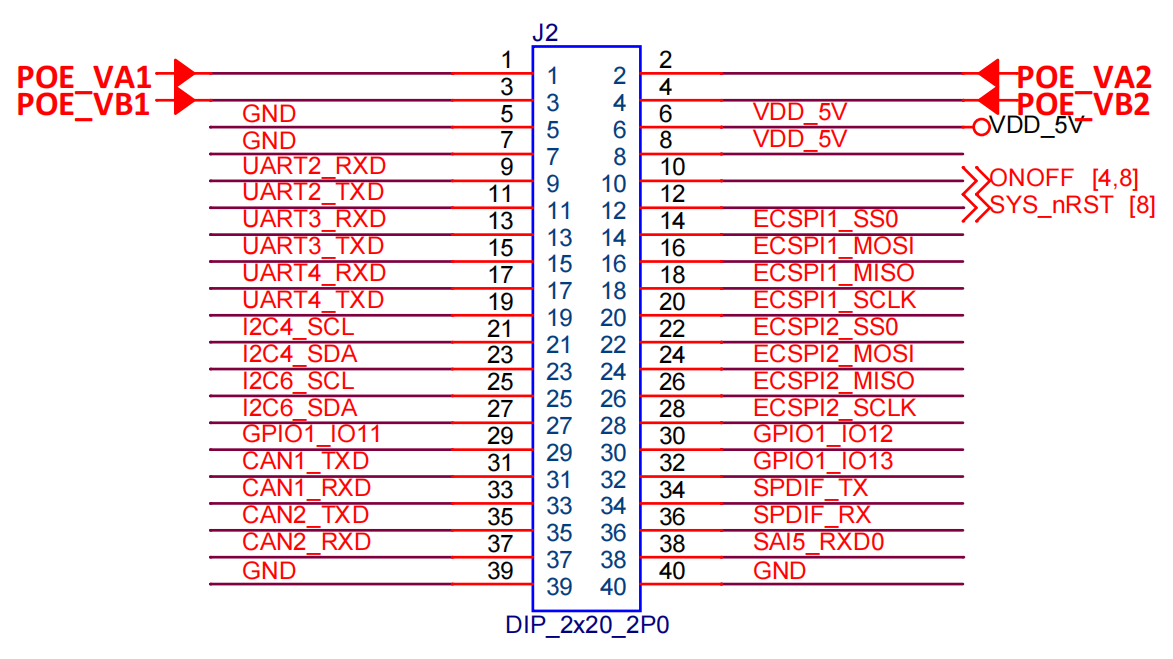 J2
POE_VA1 1 1 2 2 POE_VA2
POE_VB1 3 3 4 4 POE_VB2
GND 5 5 6 6 VDD_5V VDD_5V
GND 7 7 8 8 VDD_5V
UART2_RXD 9 9 10 10 ONOFF [4,8]
UART2_TXD 11 11 12 12 SYS_nRST [8]
UART3_RXD 13 13 14 14 ECSPI1_SS0
UART3_TXD 15 15 16 16 ECSPI1_MOSI
UART4_RXD 17 17 18 18 ECSPI1_MISO
UART4_TXD 19 19 20 20 ECSPI1_SCLK
I2C4_SCL 21 21 22 22 ECSPI2_SS0
I2C4_SDA 23 23 24 24 ECSPI2_MOSI
I2C6_SCL 25 25 26 26 ECSPI2_MISO
I2C6_SDA 27 27 28 28 ECSPI2_SCLK
GPIO1_IO11 29 29 30 30 GPIO1_IO12
CAN1_TXD 31 31 32 32 GPIO1_IO13
CAN1_RXD 33 33 34 34 SPDIF_TX
CAN2_TXD 35 35 36 36 SPDIF_RX
CAN2_RXD 37 37 38 38 SAI5_RXD0
GND 39 39 40 40 GND
DIP_2x20_2P0